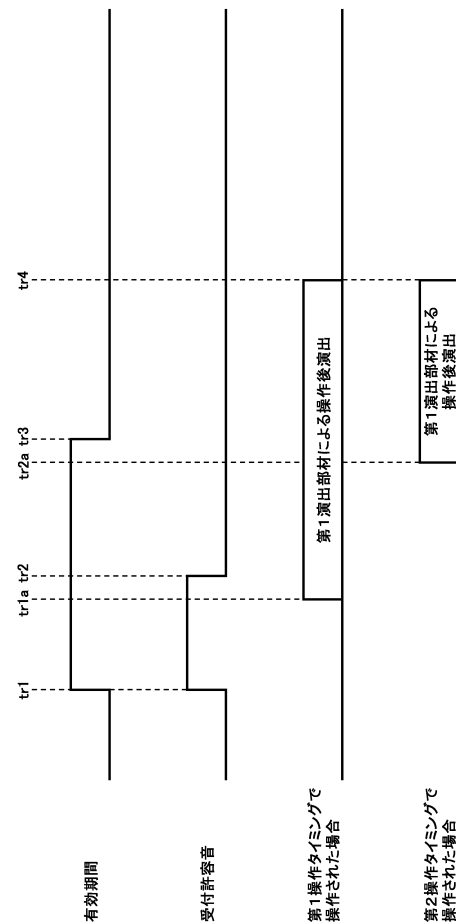 tr1
tr1a
tr2
tr2a
tr3
tr4
有効期間
受付許容音
第1操作タイミングで
操作された場合
第1演出部材による操作後演出
第2操作タイミングで
操作された場合
第1演出部材による
操作後演出